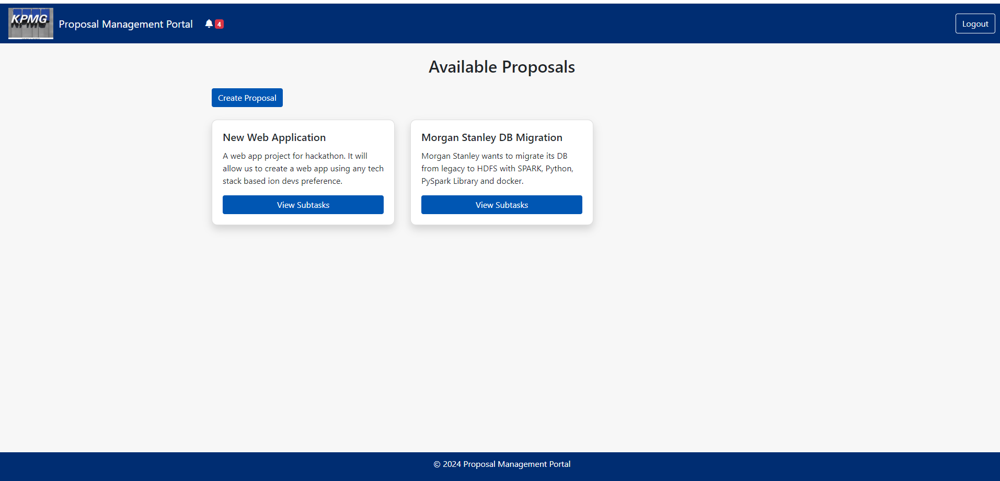 KPMG
Proposal Management Portal
4
Logout
Available Proposals
Create Proposal
New Web Application
A web app project for hackathon. It will
allow us to create a web app using any tech
stack based ion devs preference.
View Subtasks
Morgan Stanley DB Migration
Morgan Stanley wants to migrate its DB
from legacy to HDFS with SPARK, Python,
PySpark Library and docker.
View Subtasks
© 2024 Proposal Management Portal